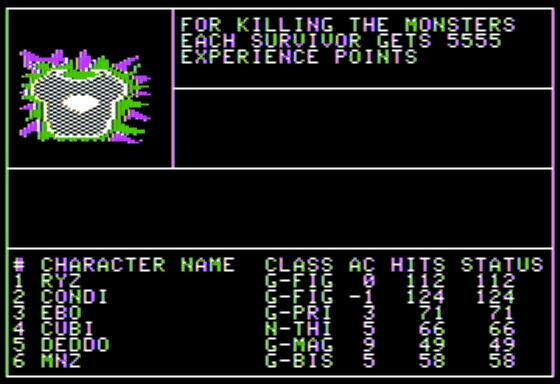 FOR KILLING THE MONSTERS
EACH SURVIVOR GETS 5555
EXPERIENCE POINTS
# CHARACTER NAME CLASS AC HITS STATUS
1 RYZ G-FIG 0 112 112
2 CONDI G-FIG -1 124 124
3 EBO G-PRI 3 71 71
4 CUBI N-THI 5 66 66
5 DEDDO G-MAG 9 49 49
6 MNZ G-BIS 5 58 58